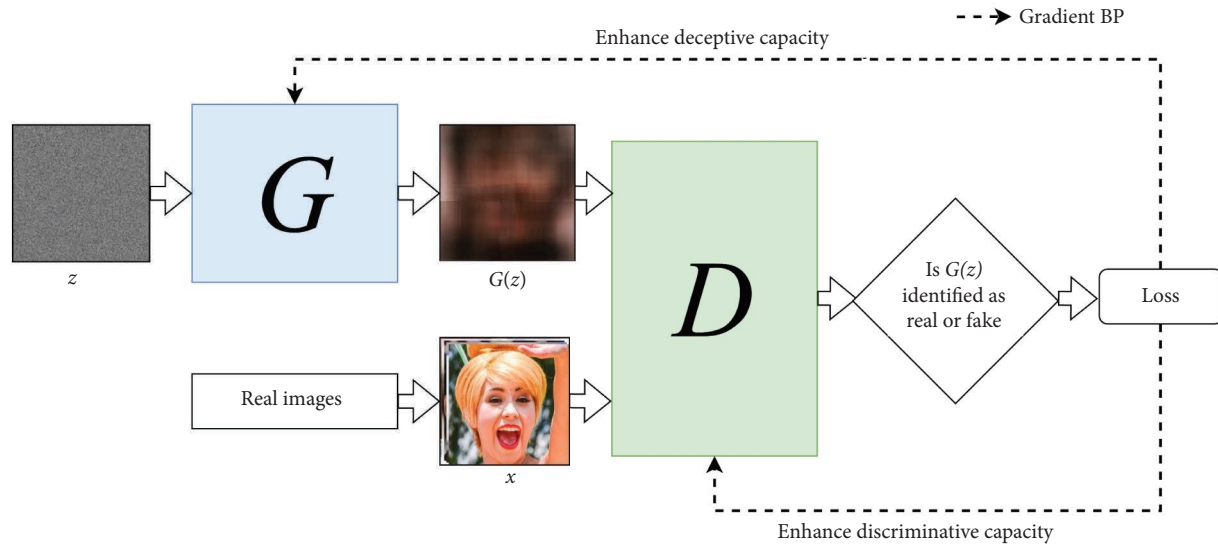 Gradient BP
Enhance deceptive capacity
G
z
G(z)
D
Is G(z)
identified as
real or fake
Loss
Real images
x
Enhance discriminative capacity